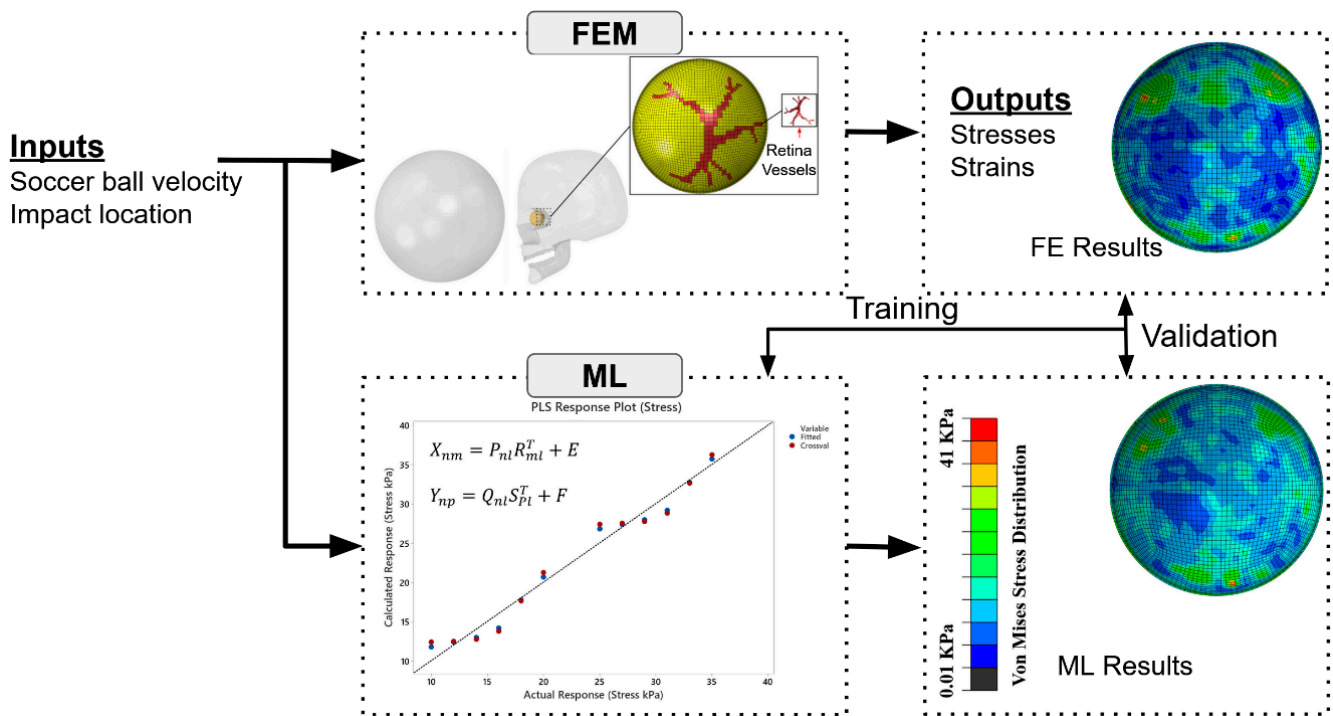 FEM
Inputs
Soccer ball velocity
Impact location
Retina
Vessels
Outputs
Stresses
Strains
FE Results
Training
Validation
ML
PLS Response Plot (Stress)
Variable
Fitted
Crossval
X_{nm} = P_{nl}R_{ml}^{T} + E
Y_{np} = Q_{nl}S_{Pl}^{T} + F
Calculated Response (Stress kPa)
40
35
30
25
20
15
10
10 15 20 25 30 35 40
Actual Response (Stress kPa)
41 KPa
0.01 KPa
Von Mises Stress Distribution
ML Results